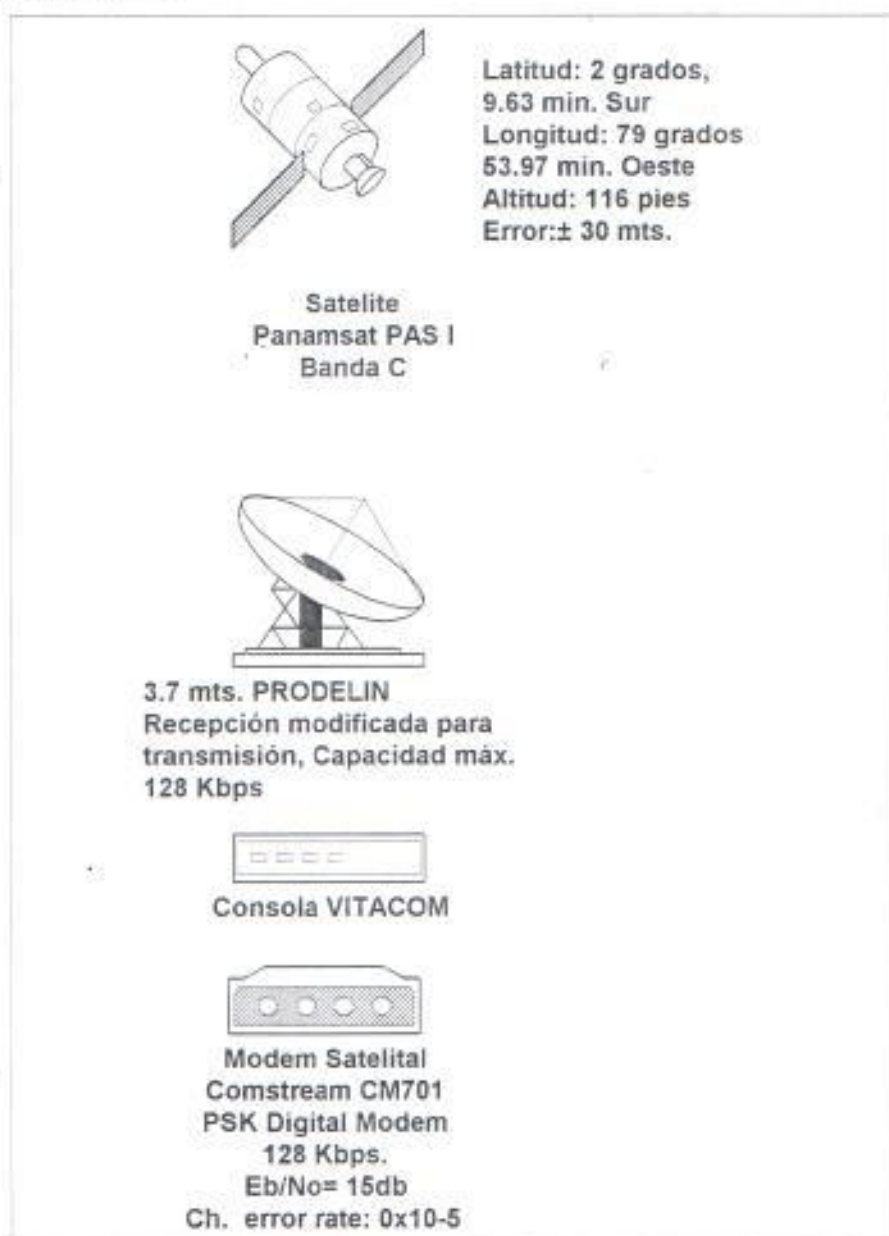 Latitud: 2 grados,
9.63 min. Sur
Longitud: 79 grados
53.97 min. Oeste
Altitud: 116 pies
Error:± 30 mts.
Satelite
Panamsat PAS I
Banda C
3.7 mts. PRODELIN
Recepción modificada para
transmisión, Capacidad máx.
128 Kbps
Consola VITACOM
Modem Satelital
Comstream CM701
PSK Digital Modem
128 Kbps.
Eb/No= 15db
Ch. error rate: 0x10-5